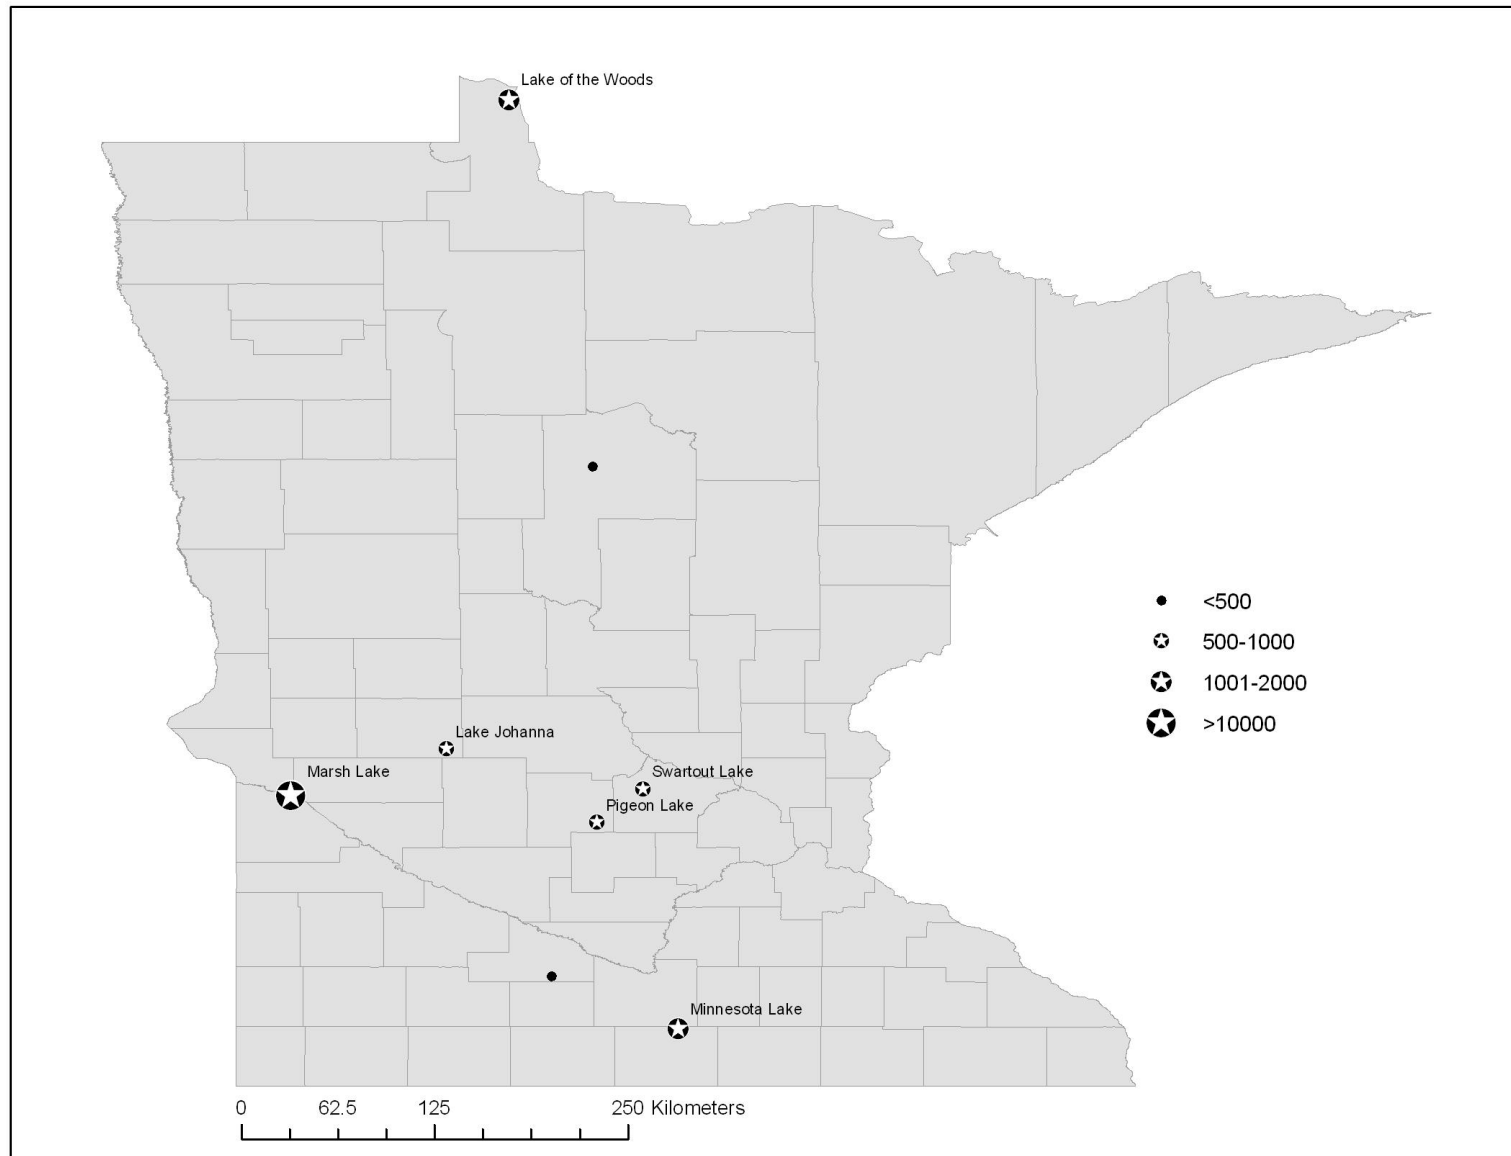 Lake of the Woods
<500
500-1000
1001-2000
>10000
Lake Johanna
Marsh Lake
Swartout Lake
Pigeon Lake
Minnesota Lake
0 62.5 125 250 Kilometers